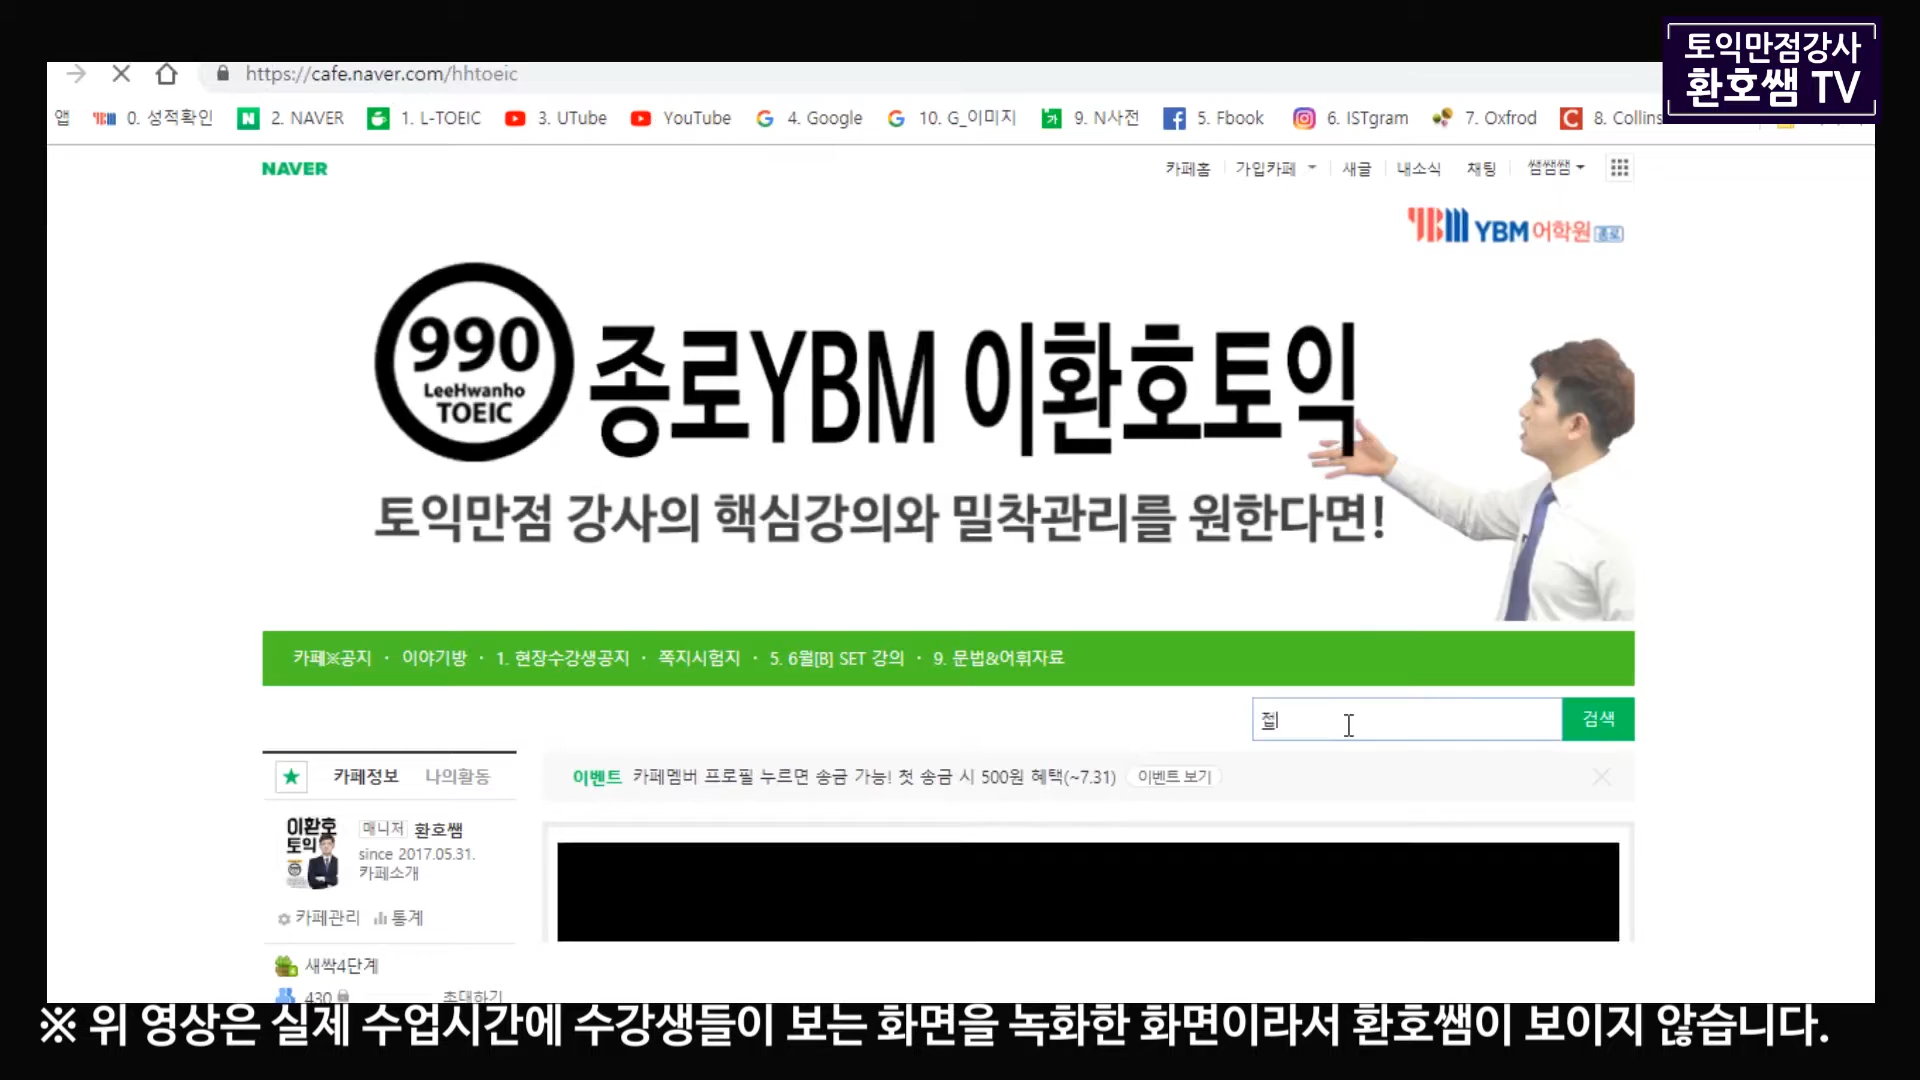 토익만점강사
환호쌤 TV
https://cafe.naver.com/hhtoeic
앱 0. 성적확인 2. NAVER 1. L-TOEIC 3. UTube YouTube 4. Google 10. G_이미지 9. N사전 5. Fbook 6. ISTgram 7. Oxfrod 8. Collins
NAVER
카페홈 가입카페 새글 내소식 채팅 쌤쌤쌤
YBM YBM 어학원 종로
990
LeeHwanho
TOEIC
종로YBM 이환호토익
토익만점 강사의 핵심강의와 밀착관리를 원한다면!
카페※공지 · 이야기방 · 1. 현장수강생공지 · 쪽지시험지 · 5. 6월[B] SET 강의 · 9. 문법&어휘자료
검색
카페정보 나의활동
이벤트 카페멤버 프로필 누르면 송금 가능! 첫 송금 시 500원 혜택(~7.31) 이벤트 보기
이환호
토익
매니저 환호쌤
since 2017.05.31.
카페소개
카페관리 통계
새싹4단계
430 초대하기
※ 위 영상은 실제 수업시간에 수강생들이 보는 화면을 녹화한 화면이라서 환호쌤이 보이지 않습니다.